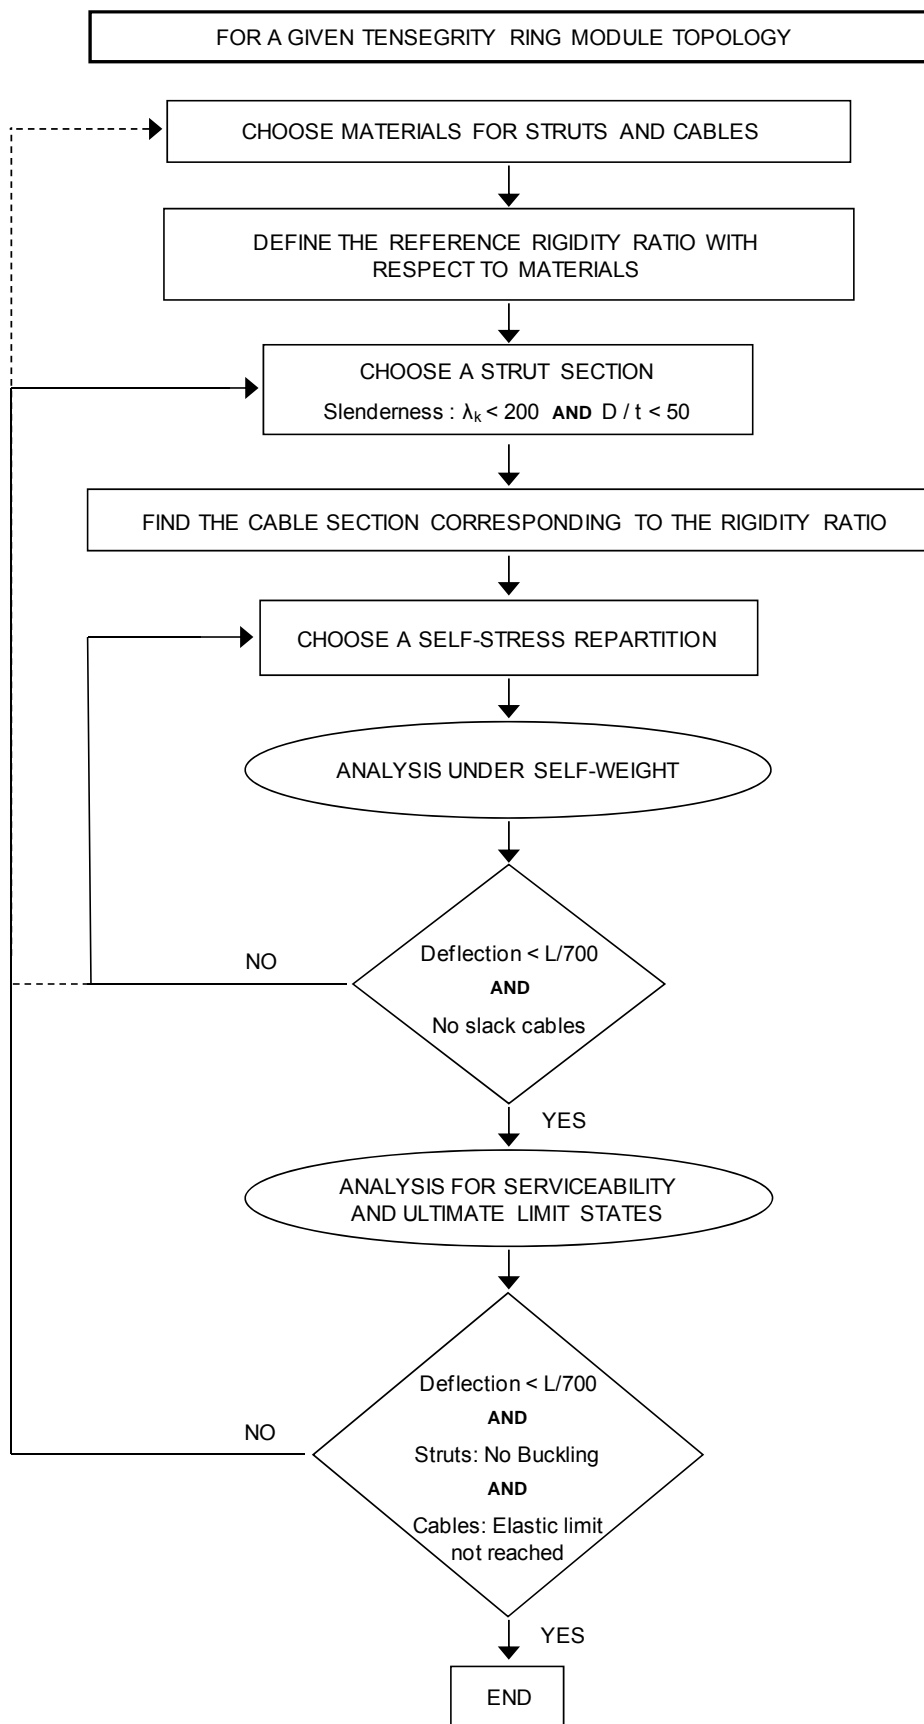 FOR A GIVEN TENSEGRITY RING MODULE TOPOLOGY
CHOOSE MATERIALS FOR STRUTS AND CABLES
DEFINE THE REFERENCE RIGIDITY RATIO WITH
RESPECT TO MATERIALS
CHOOSE A STRUT SECTION
Slenderness : λk < 200 AND D / t < 50
FIND THE CABLE SECTION CORRESPONDING TO THE RIGIDITY RATIO
CHOOSE A SELF-STRESS REPARTITION
ANALYSIS UNDER SELF-WEIGHT
NO
Deflection < L/700
AND
No slack cables
YES
ANALYSIS FOR SERVICEABILITY
AND ULTIMATE LIMIT STATES
NO
Deflection < L/700
AND
Struts: No Buckling
AND
Cables: Elastic limit
not reached
YES
END